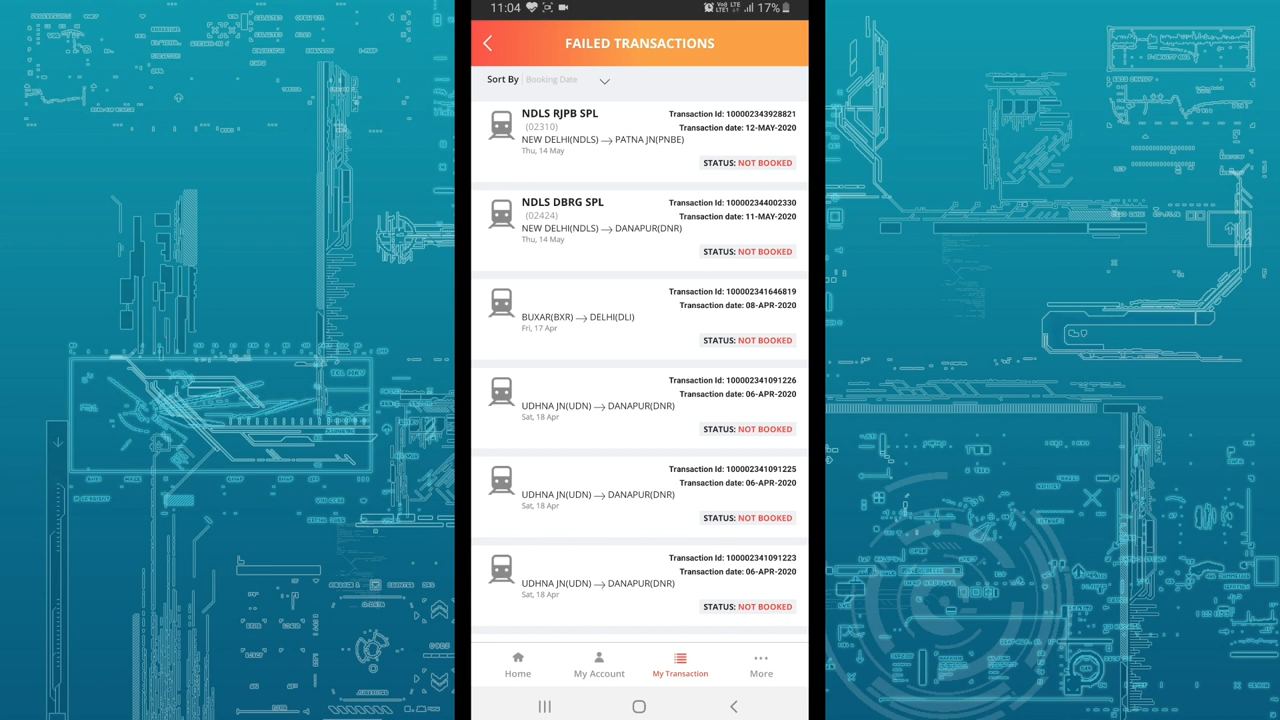 11:04 VoI) LTE LTE1 17%
FAILED TRANSACTIONS
Sort By Booking Date
NDLS RJPB SPL Transaction Id: 100002343928821
(02310) Transaction date: 12-MAY-2020
NEW DELHI(NDLS) → PATNA JN(PNBE)
Thu, 14 May
STATUS: NOT BOOKED
NDLS DBRG SPL Transaction Id: 100002344002330
(02424) Transaction date: 11-MAY-2020
NEW DELHI(NDLS) → DANAPUR(DNR)
Thu, 14 May
STATUS: NOT BOOKED
Transaction Id: 100002341646819
Transaction date: 08-APR-2020
BUXAR(BXR) → DELHI(DLI)
Fri, 17 Apr
STATUS: NOT BOOKED
Transaction Id: 100002341091226
Transaction date: 06-APR-2020
UDHNA JN(UDN) → DANAPUR(DNR)
Sat, 18 Apr
STATUS: NOT BOOKED
Transaction Id: 100002341091225
Transaction date: 06-APR-2020
UDHNA JN(UDN) → DANAPUR(DNR)
Sat, 18 Apr
STATUS: NOT BOOKED
Transaction Id: 100002341091223
Transaction date: 06-APR-2020
UDHNA JN(UDN) → DANAPUR(DNR)
Sat, 18 Apr
STATUS: NOT BOOKED
Home My Account My Transaction More